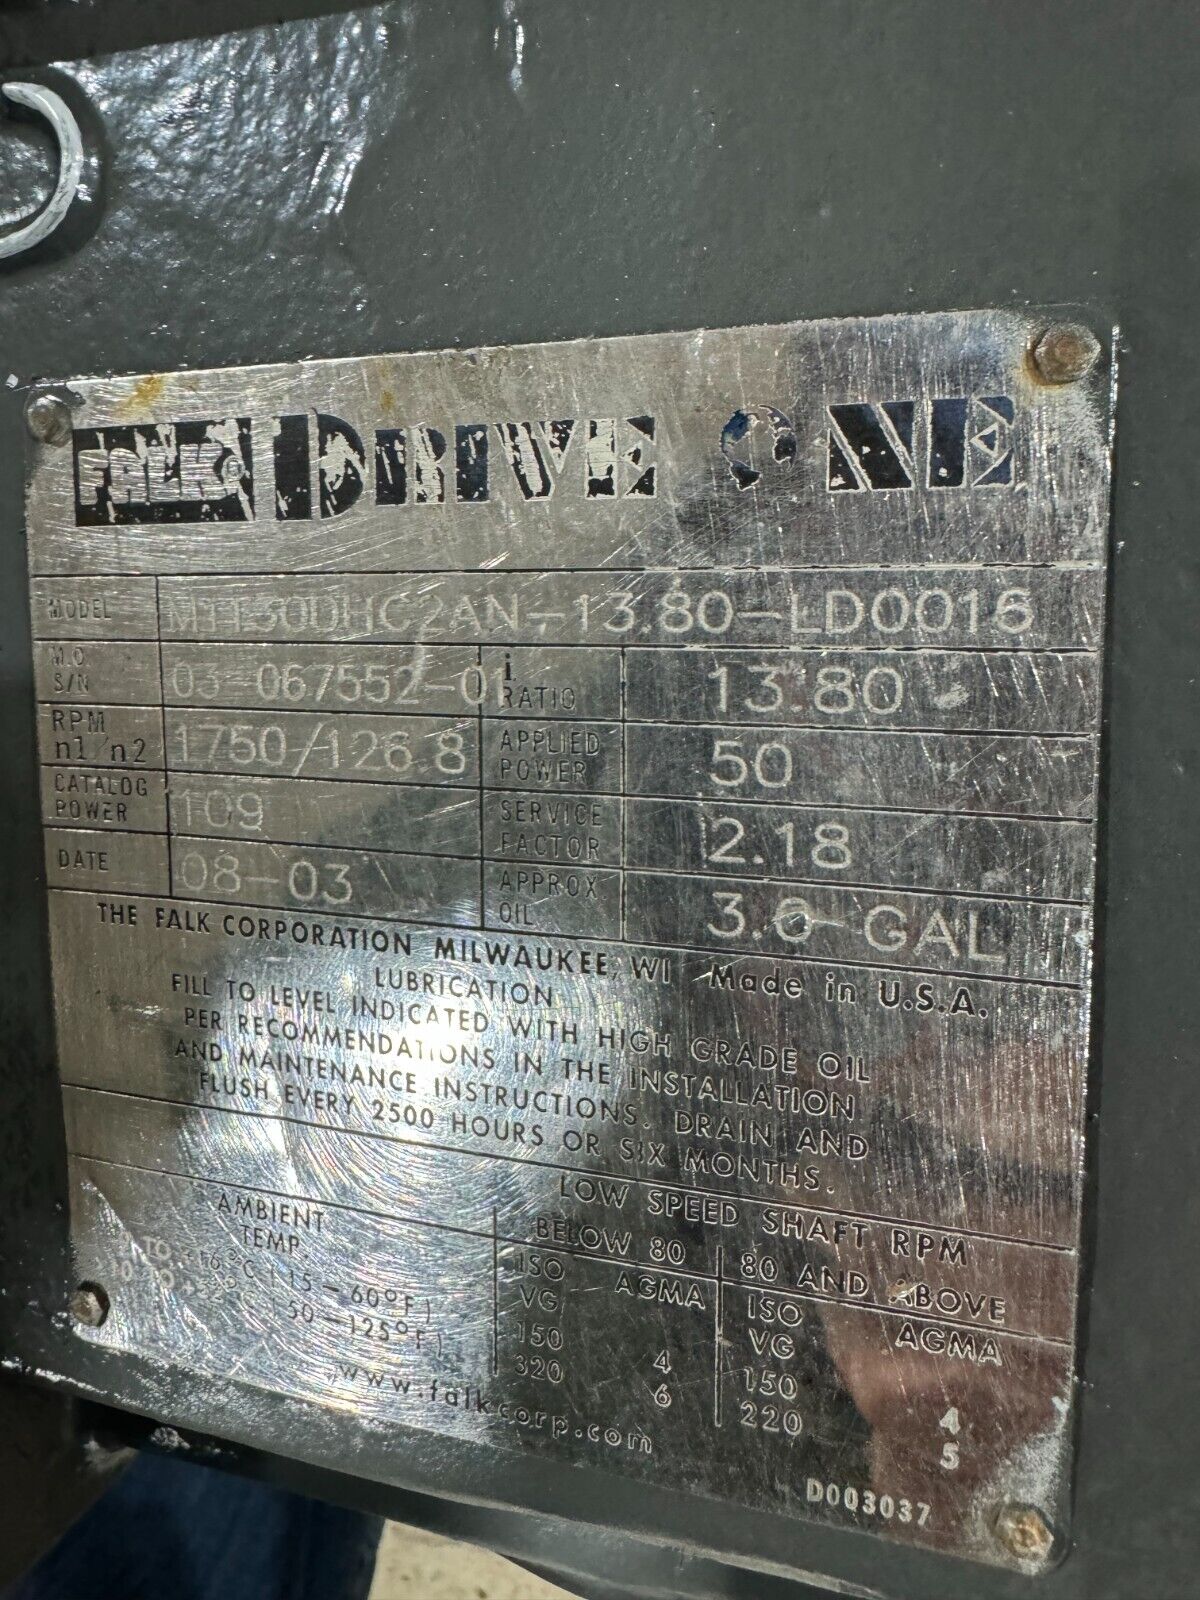 FALK DRIVE ONE
MODEL M1130DHC2AN-13.80-LD0016
M.O. S/N 03-067552-01 i RATIO 13.80
RPM n1/n2 1750/126.8 APPLIED POWER 50
CATALOG POWER 109 SERVICE FACTOR 2.18
DATE 08-03 APPROX OIL 3.0-GAL
THE FALK CORPORATION MILWAUKEE, WI Made in U.S.A.
LUBRICATION
FILL TO LEVEL INDICATED WITH HIGH GRADE OIL
PER RECOMMENDATIONS IN THE INSTALLATION
AND MAINTENANCE INSTRUCTIONS. DRAIN AND
FLUSH EVERY 2500 HOURS OR SIX MONTHS.
AMBIENT TEMP
LOW SPEED SHAFT RPM
BELOW 80 80 AND ABOVE
ISO VG AGMA ISO VG AGMA
TO +16°C (15-60°F) 150 4 150 4
10 TO +52°C (50-125°F) 320 6 220 5
www.falkcorp.com
D003037